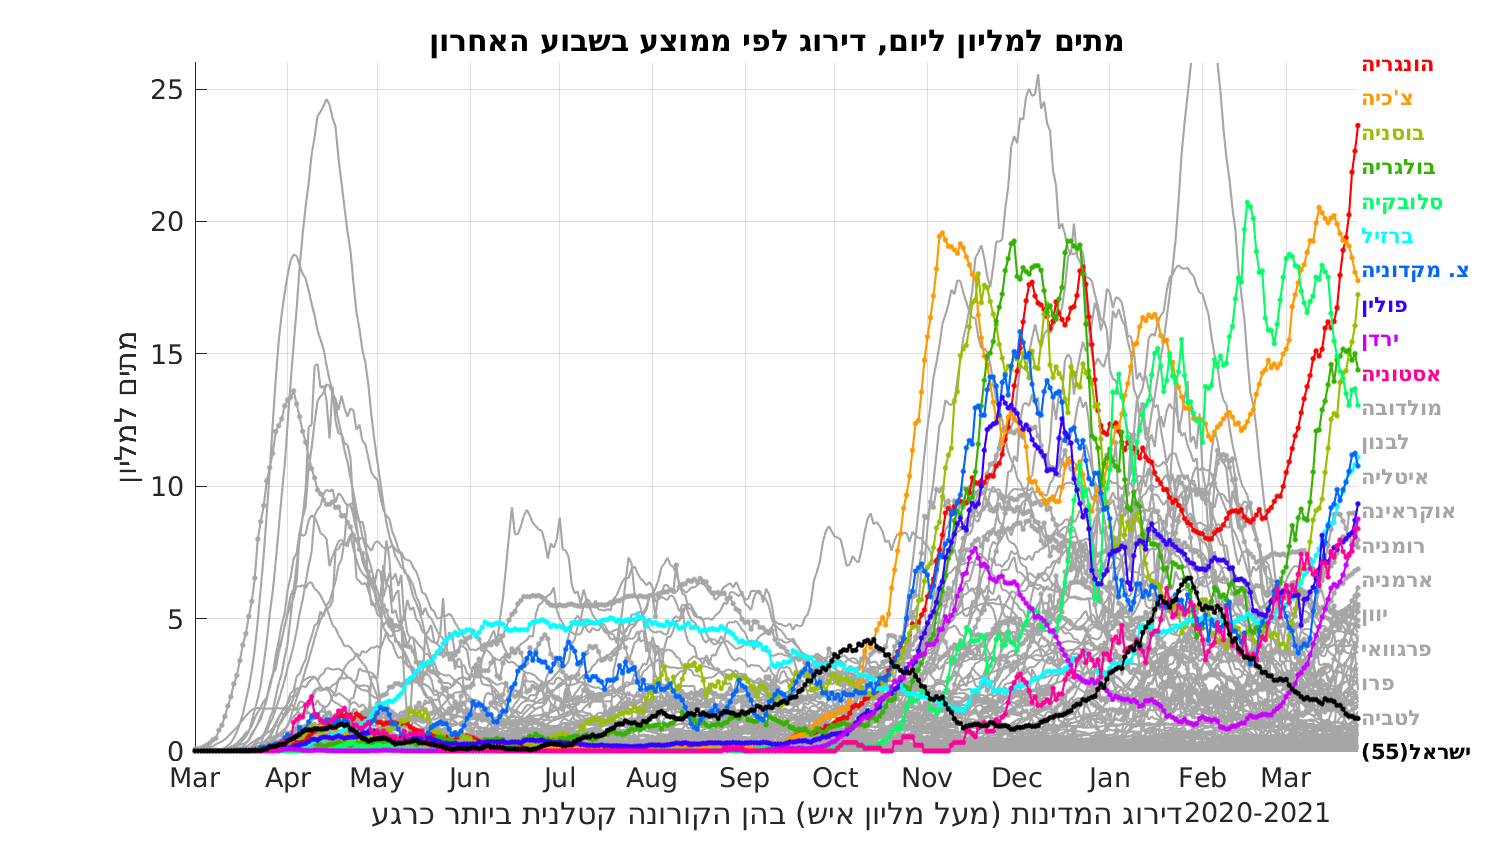 מתים למליון ליום, דירוג לפי ממוצע בשבוע האחרון
מתים למליון
25
20
15
10
5
0
Mar Apr May Jun Jul Aug Sep Oct Nov Dec Jan Feb Mar
דירוג המדינות (מעל מליון איש) בהן הקורונה קטלנית ביותר כרגע2020-2021
הונגריה
צ'כיה
בוסניה
בולגריה
סלובקיה
ברזיל
צ. מקדוניה
פולין
ירדן
אסטוניה
מולדובה
לבנון
איטליה
אוקראינה
רומניה
ארמניה
יוון
פרגוואי
פרו
לטביה
ישראל(55)